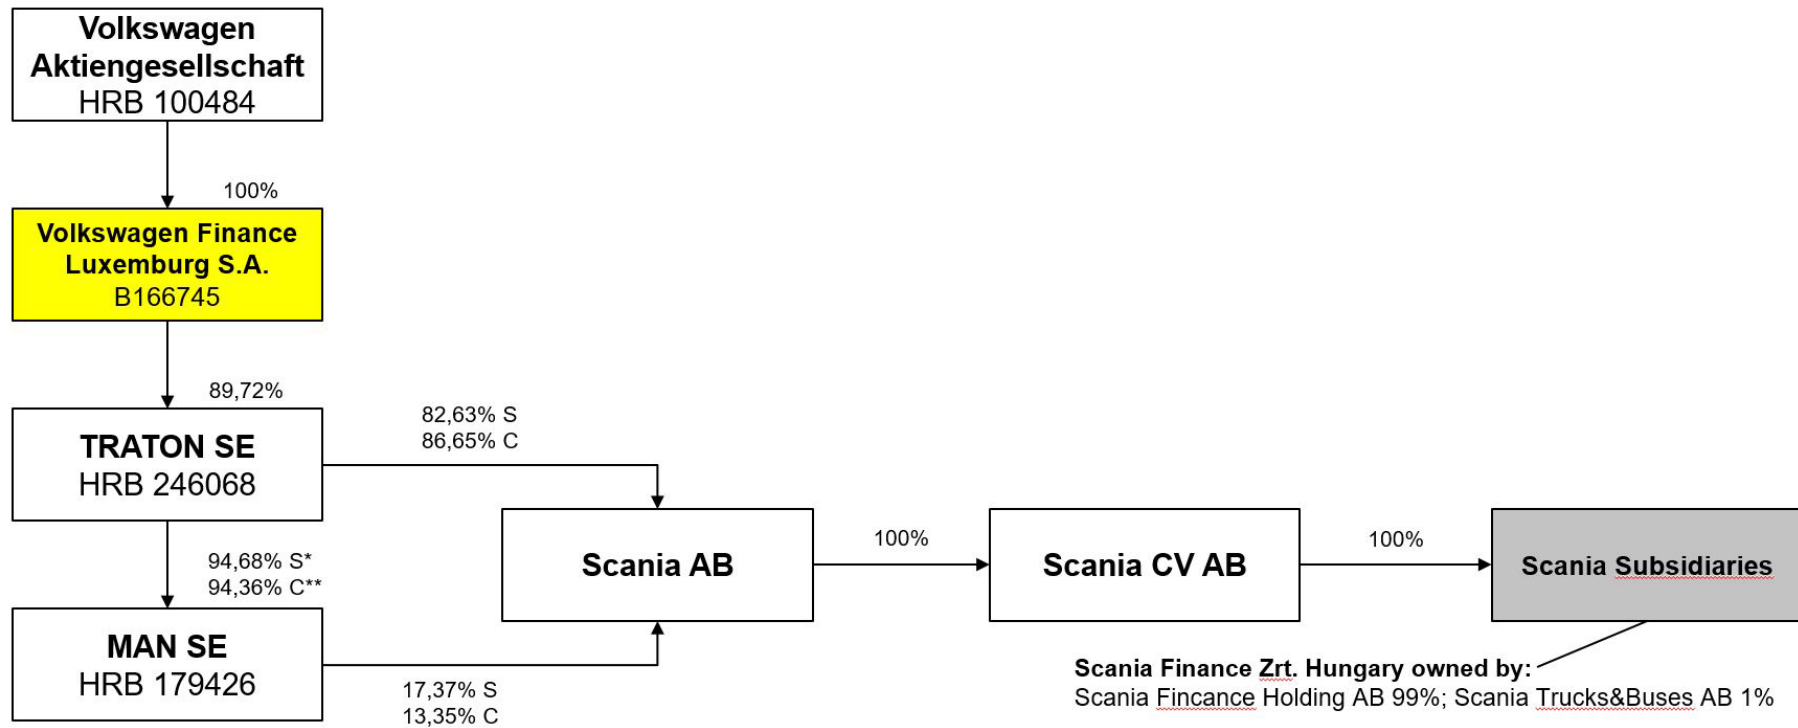 Volkswagen
Aktiengesellschaft
HRB 100484
100%
Volkswagen Finance
Luxemburg S.A.
B166745
89,72%
TRATON SE
HRB 246068
82,63% S
86,65% C
94,68% S*
94,36% C**
MAN SE
HRB 179426
17,37% S
13,35% C
Scania AB
100%
Scania CV AB
100%
Scania Subsidiaries
Scania Finance Zrt. Hungary owned by:
Scania Fincance Holding AB 99%; Scania Trucks&Buses AB 1%